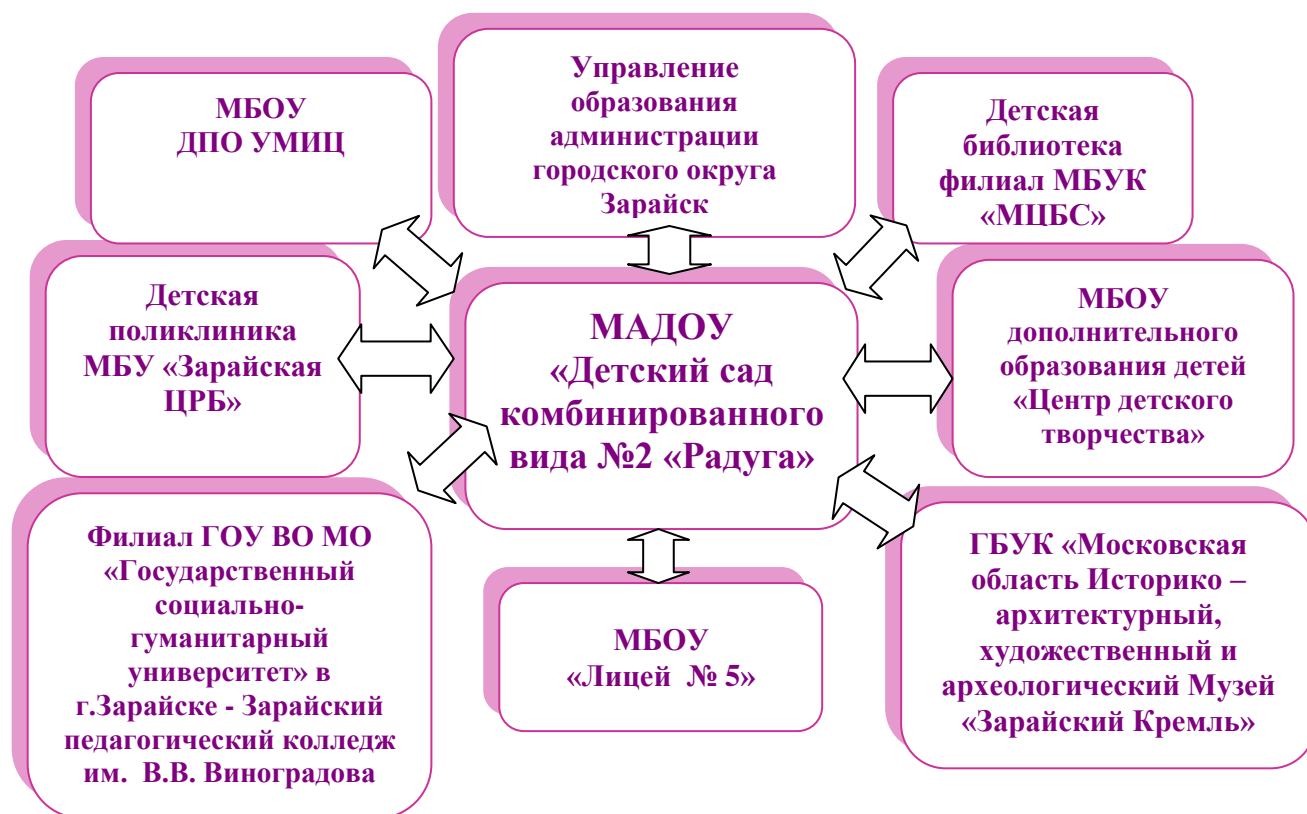 МБОУ
ДПО УМИЦ
Управление
образования
администрации
городского округа
Зарайск
Детская
библиотека
филиал МБУК
«МЦБС»
Детская
поликлиника
МБУ «Зарайская
ЦРБ»
МАДОУ
«Детский сад
комбинированного
вида №2 «Радуга»
МБОУ
дополнительного
образования детей
«Центр детского
творчества»
Филиал ГОУ ВО МО
«Государственный
социально-
гуманитарный
университет» в
г.Зарайске - Зарайский
педагогический колледж
им. В.В. Виноградова
МБОУ
«Лицей № 5»
ГБУК «Московская
область Историко –
архитектурный,
художественный и
археологический Музей
«Зарайский Кремль»